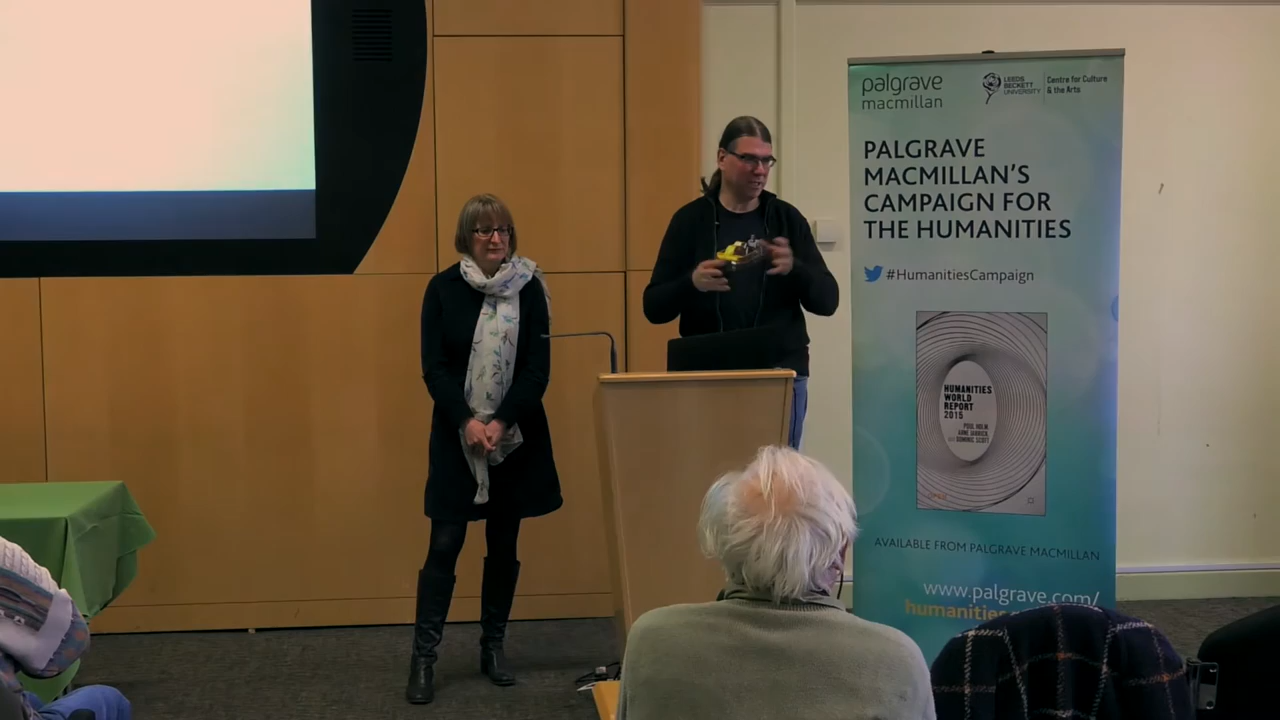 palgrave
macmillan
LEEDS
BECKETT
UNIVERSITY
Centre for Culture
& the Arts
PALGRAVE
MACMILLAN'S
CAMPAIGN FOR
THE HUMANITIES
#HumanitiesCampaign
HUMANITIES
WORLD
REPORT
2015
POUL HOLM
ARNE JARRICK
DOMINIC SCOTT
AVAILABLE FROM PALGRAVE MACMILLAN
www.palgrave.com/
humanities